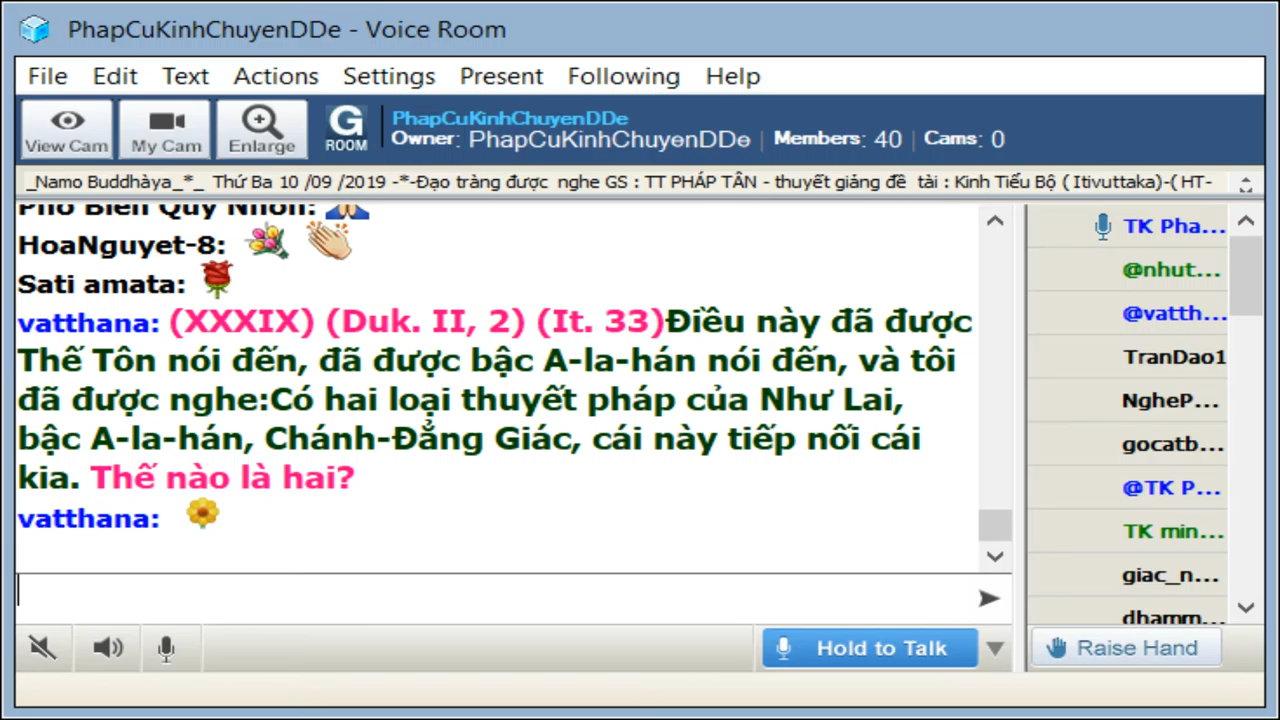 PhapCuKinhChuyenDDe - Voice Room
File Edit Text Actions Settings Present Following Help
View Cam My Cam Enlarge G ROOM
PhapCuKinhChuyenDDe
Owner: PhapCuKinhChuyenDDe | Members: 40 | Cams: 0
_Namo Buddhàya_*_ Thứ Ba 10 /09 /2019 -*-Đạo tràng được nghe GS : TT PHÁP TÂN - thuyết giảng đề tài : Kinh Tiểu Bộ ( Itivuttaka)-( HT-
Pho Bien Quy Nhon:
HoaNguyet-8:
Sati amata:
vatthana: (XXXIX) (Duk. II, 2) (It. 33)Điều này đã được
Thế Tôn nói đến, đã được bậc A-la-hán nói đến, và tôi
đã được nghe:Có hai loại thuyết pháp của Như Lai,
bậc A-la-hán, Chánh-Đẳng Giác, cái này tiếp nối cái
kia. Thế nào là hai?
vatthana:
TK Pha...
@nhut...
@vatth...
TranDao1
NgheP...
gocatb...
@TK P...
TK min...
giac_n...
dhamm...
Hold to Talk
Raise Hand